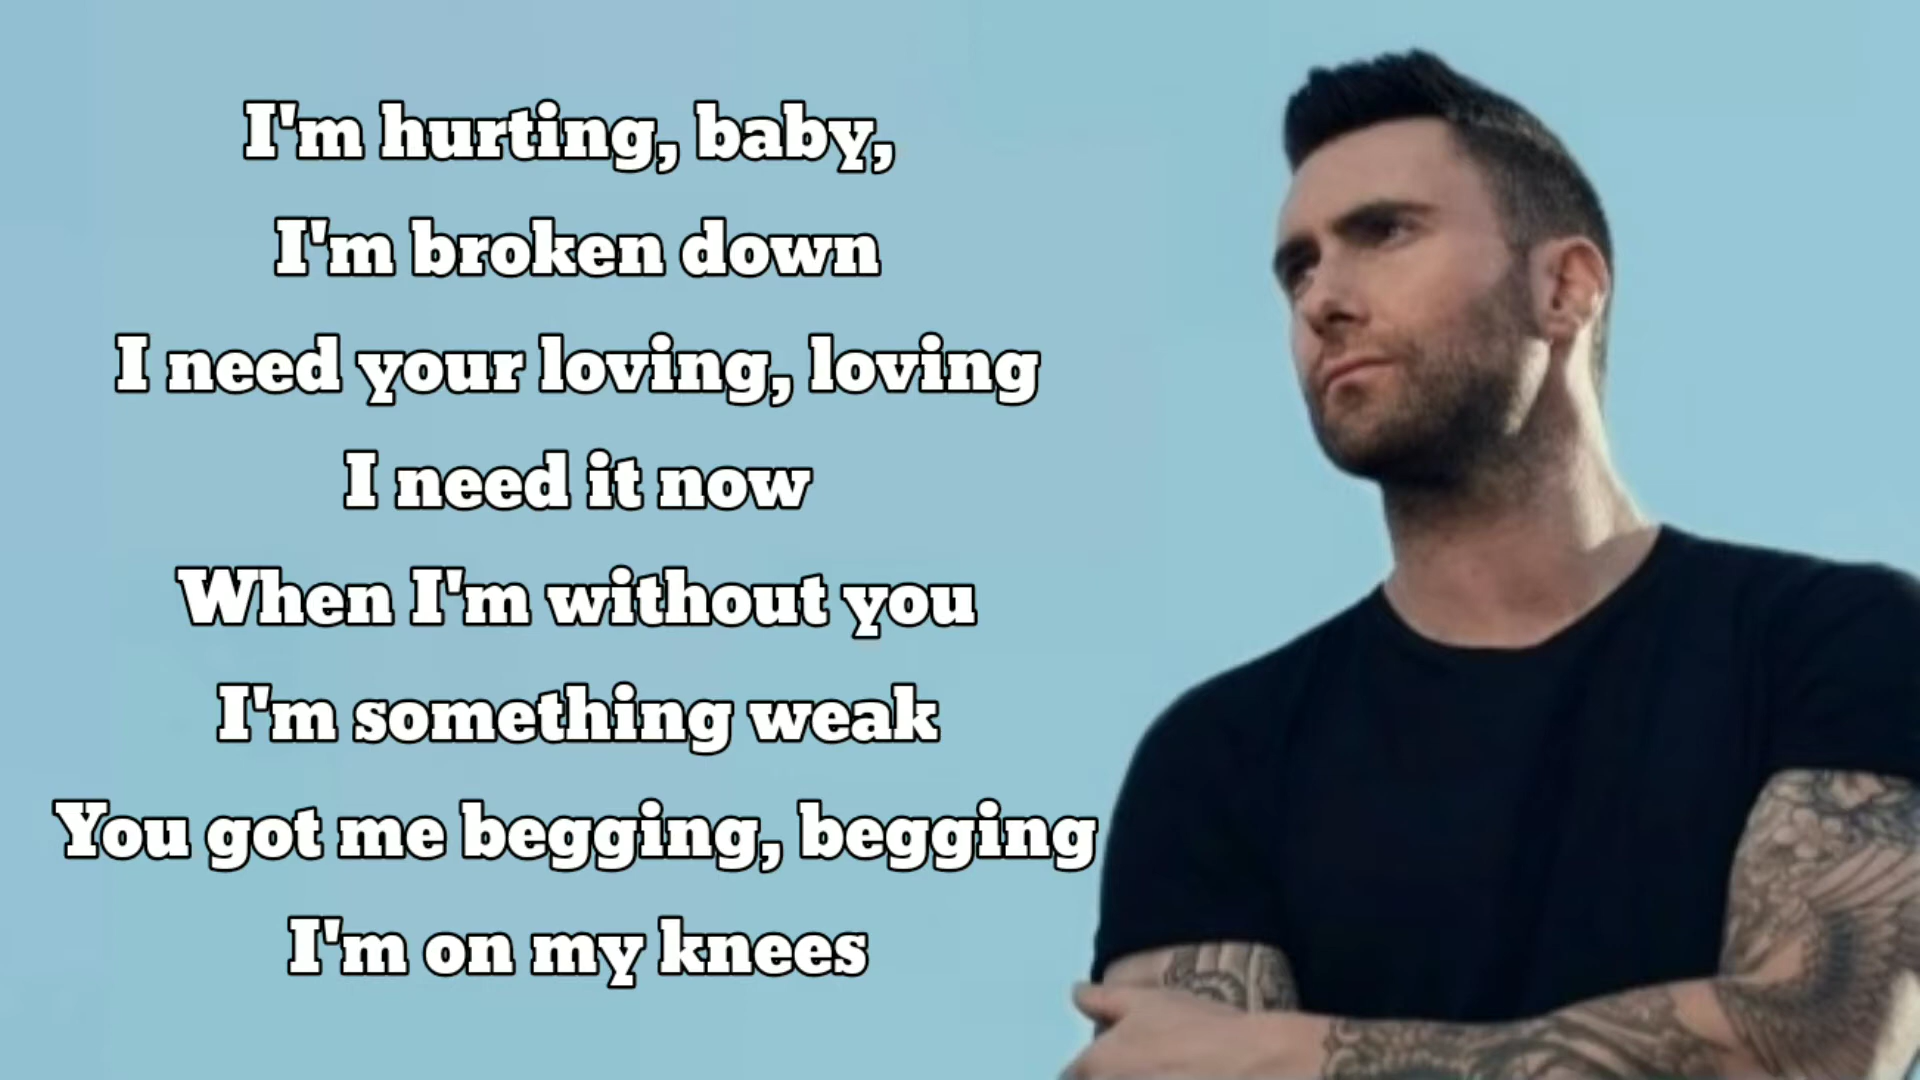 I'm hurting, baby,
I'm broken down
I need your loving, loving
I need it now
When I'm without you
I'm something weak
You got me begging, begging
I'm on my knees